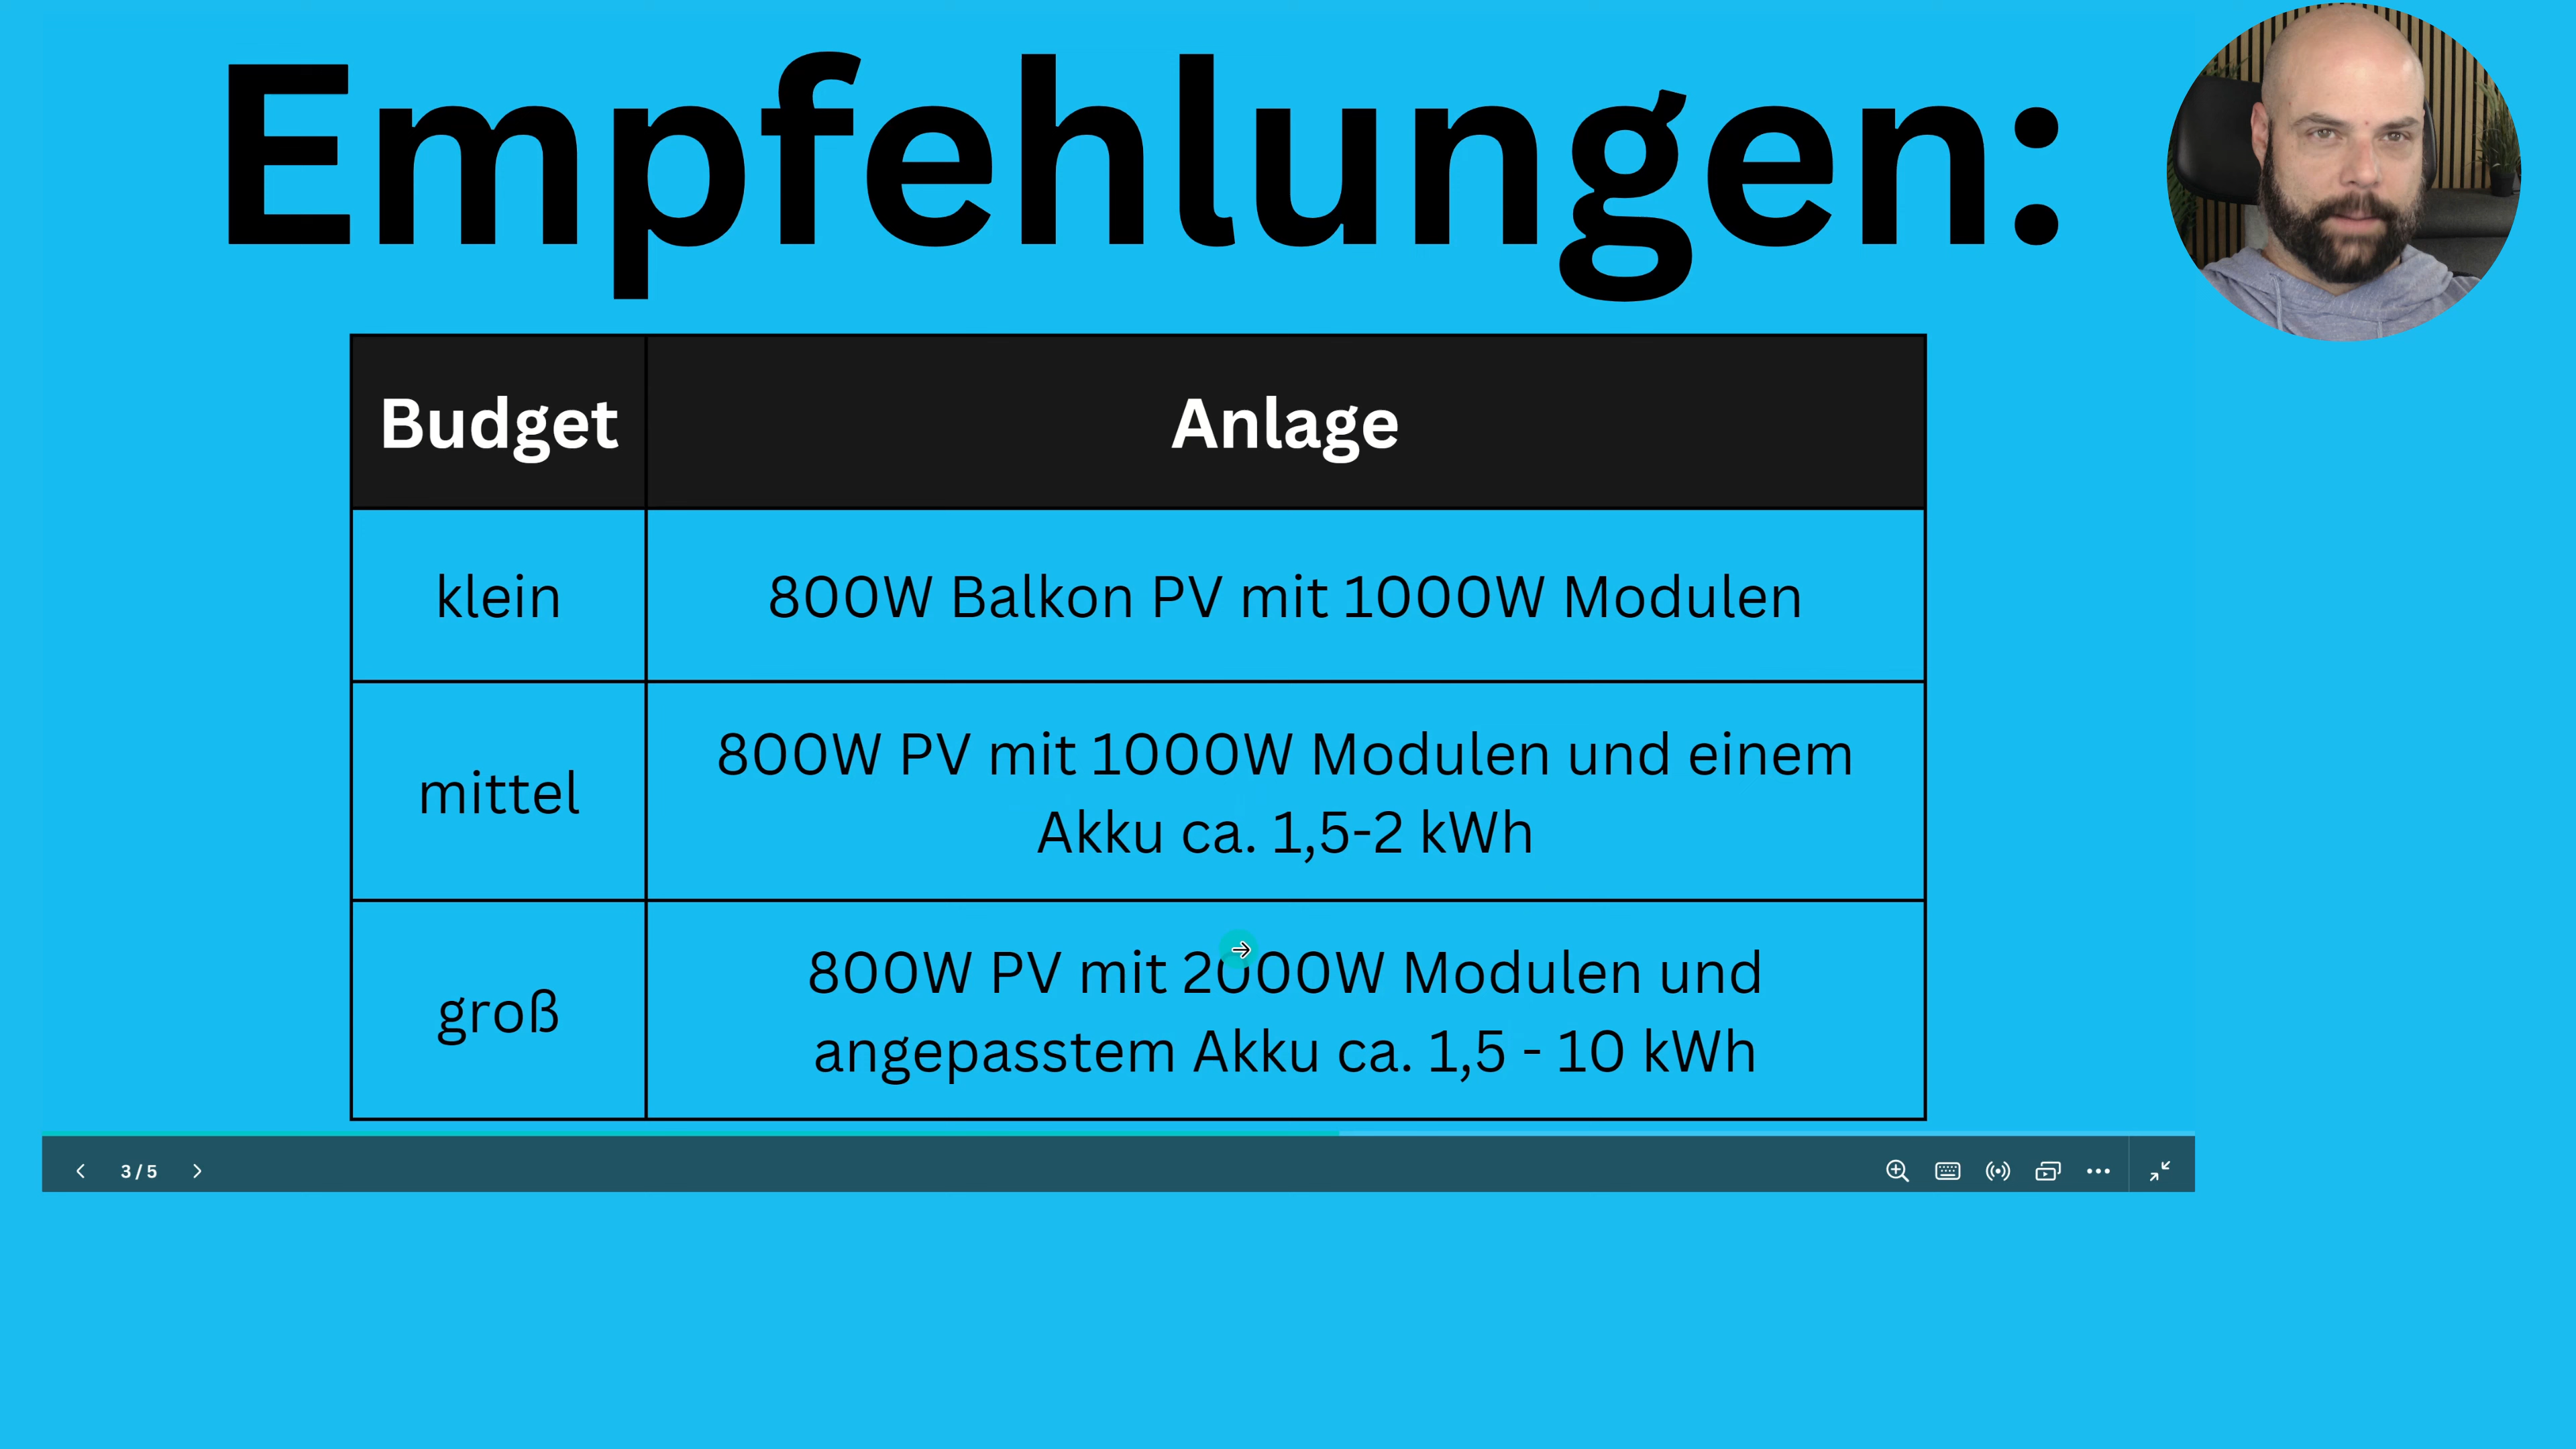 Empfehlungen:
Budget
Anlage
klein
800W Balkon PV mit 1000W Modulen
mittel
800W PV mit 1000W Modulen und einem
Akku ca. 1,5-2 kWh
groß
800W PV mit 2000W Modulen und
angepasstem Akku ca. 1,5 - 10 kWh
3 / 5